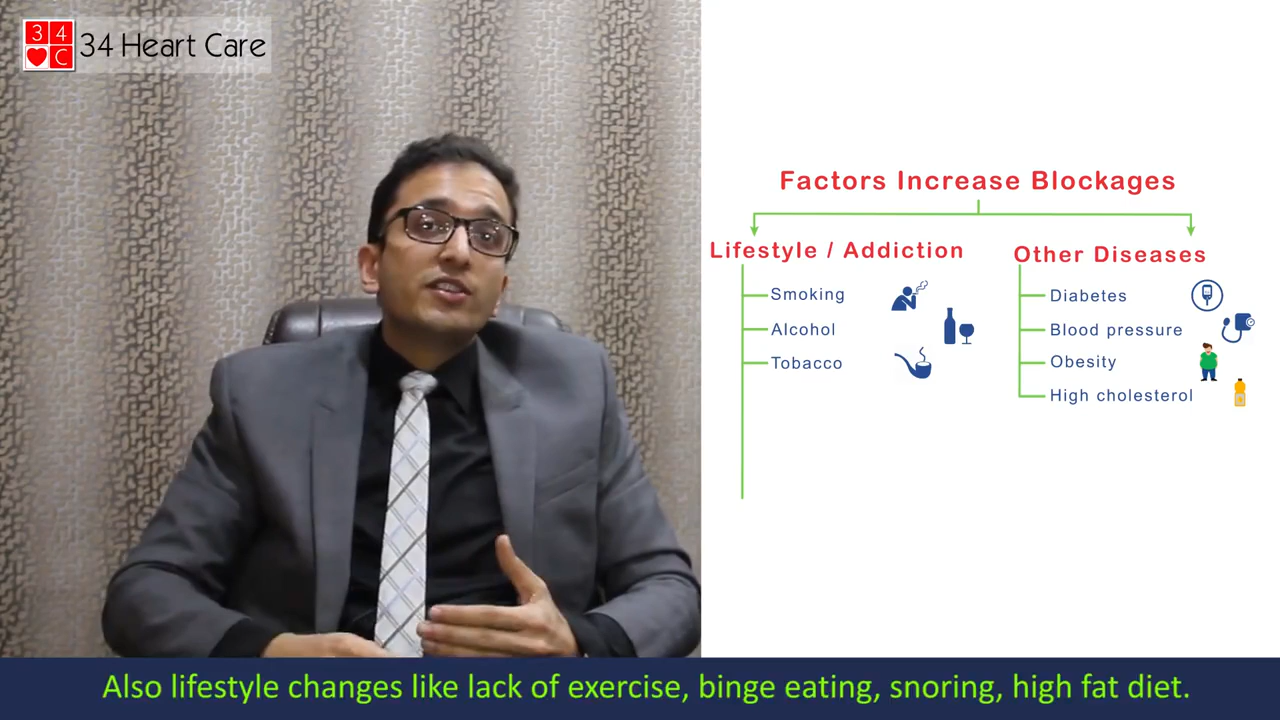 34
C
34 Heart Care
Factors Increase Blockages
Lifestyle / Addiction
Smoking
Alcohol
Tobacco
Other Diseases
Diabetes
Blood pressure
Obesity
High cholesterol
Also lifestyle changes like lack of exercise, binge eating, snoring, high fat diet.